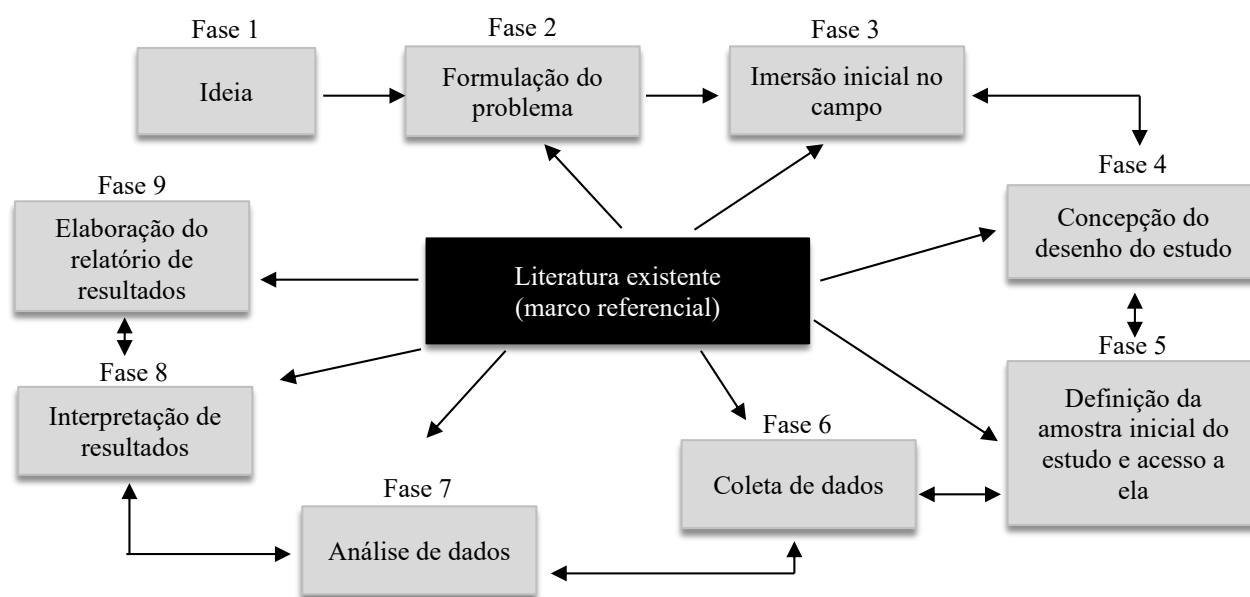 Fase 1
Ideia
Fase 2
Formulação do
problema
Fase 3
Imersão inicial no
campo
Fase 4
Concepção do
desenho do estudo
Fase 5
Definição da
amostra inicial do
estudo e acesso a
ela
Fase 6
Coleta de dados
Fase 7
Análise de dados
Fase 8
Interpretação de
resultados
Fase 9
Elaboração do
relatório de
resultados
Literatura existente
(marco referencial)